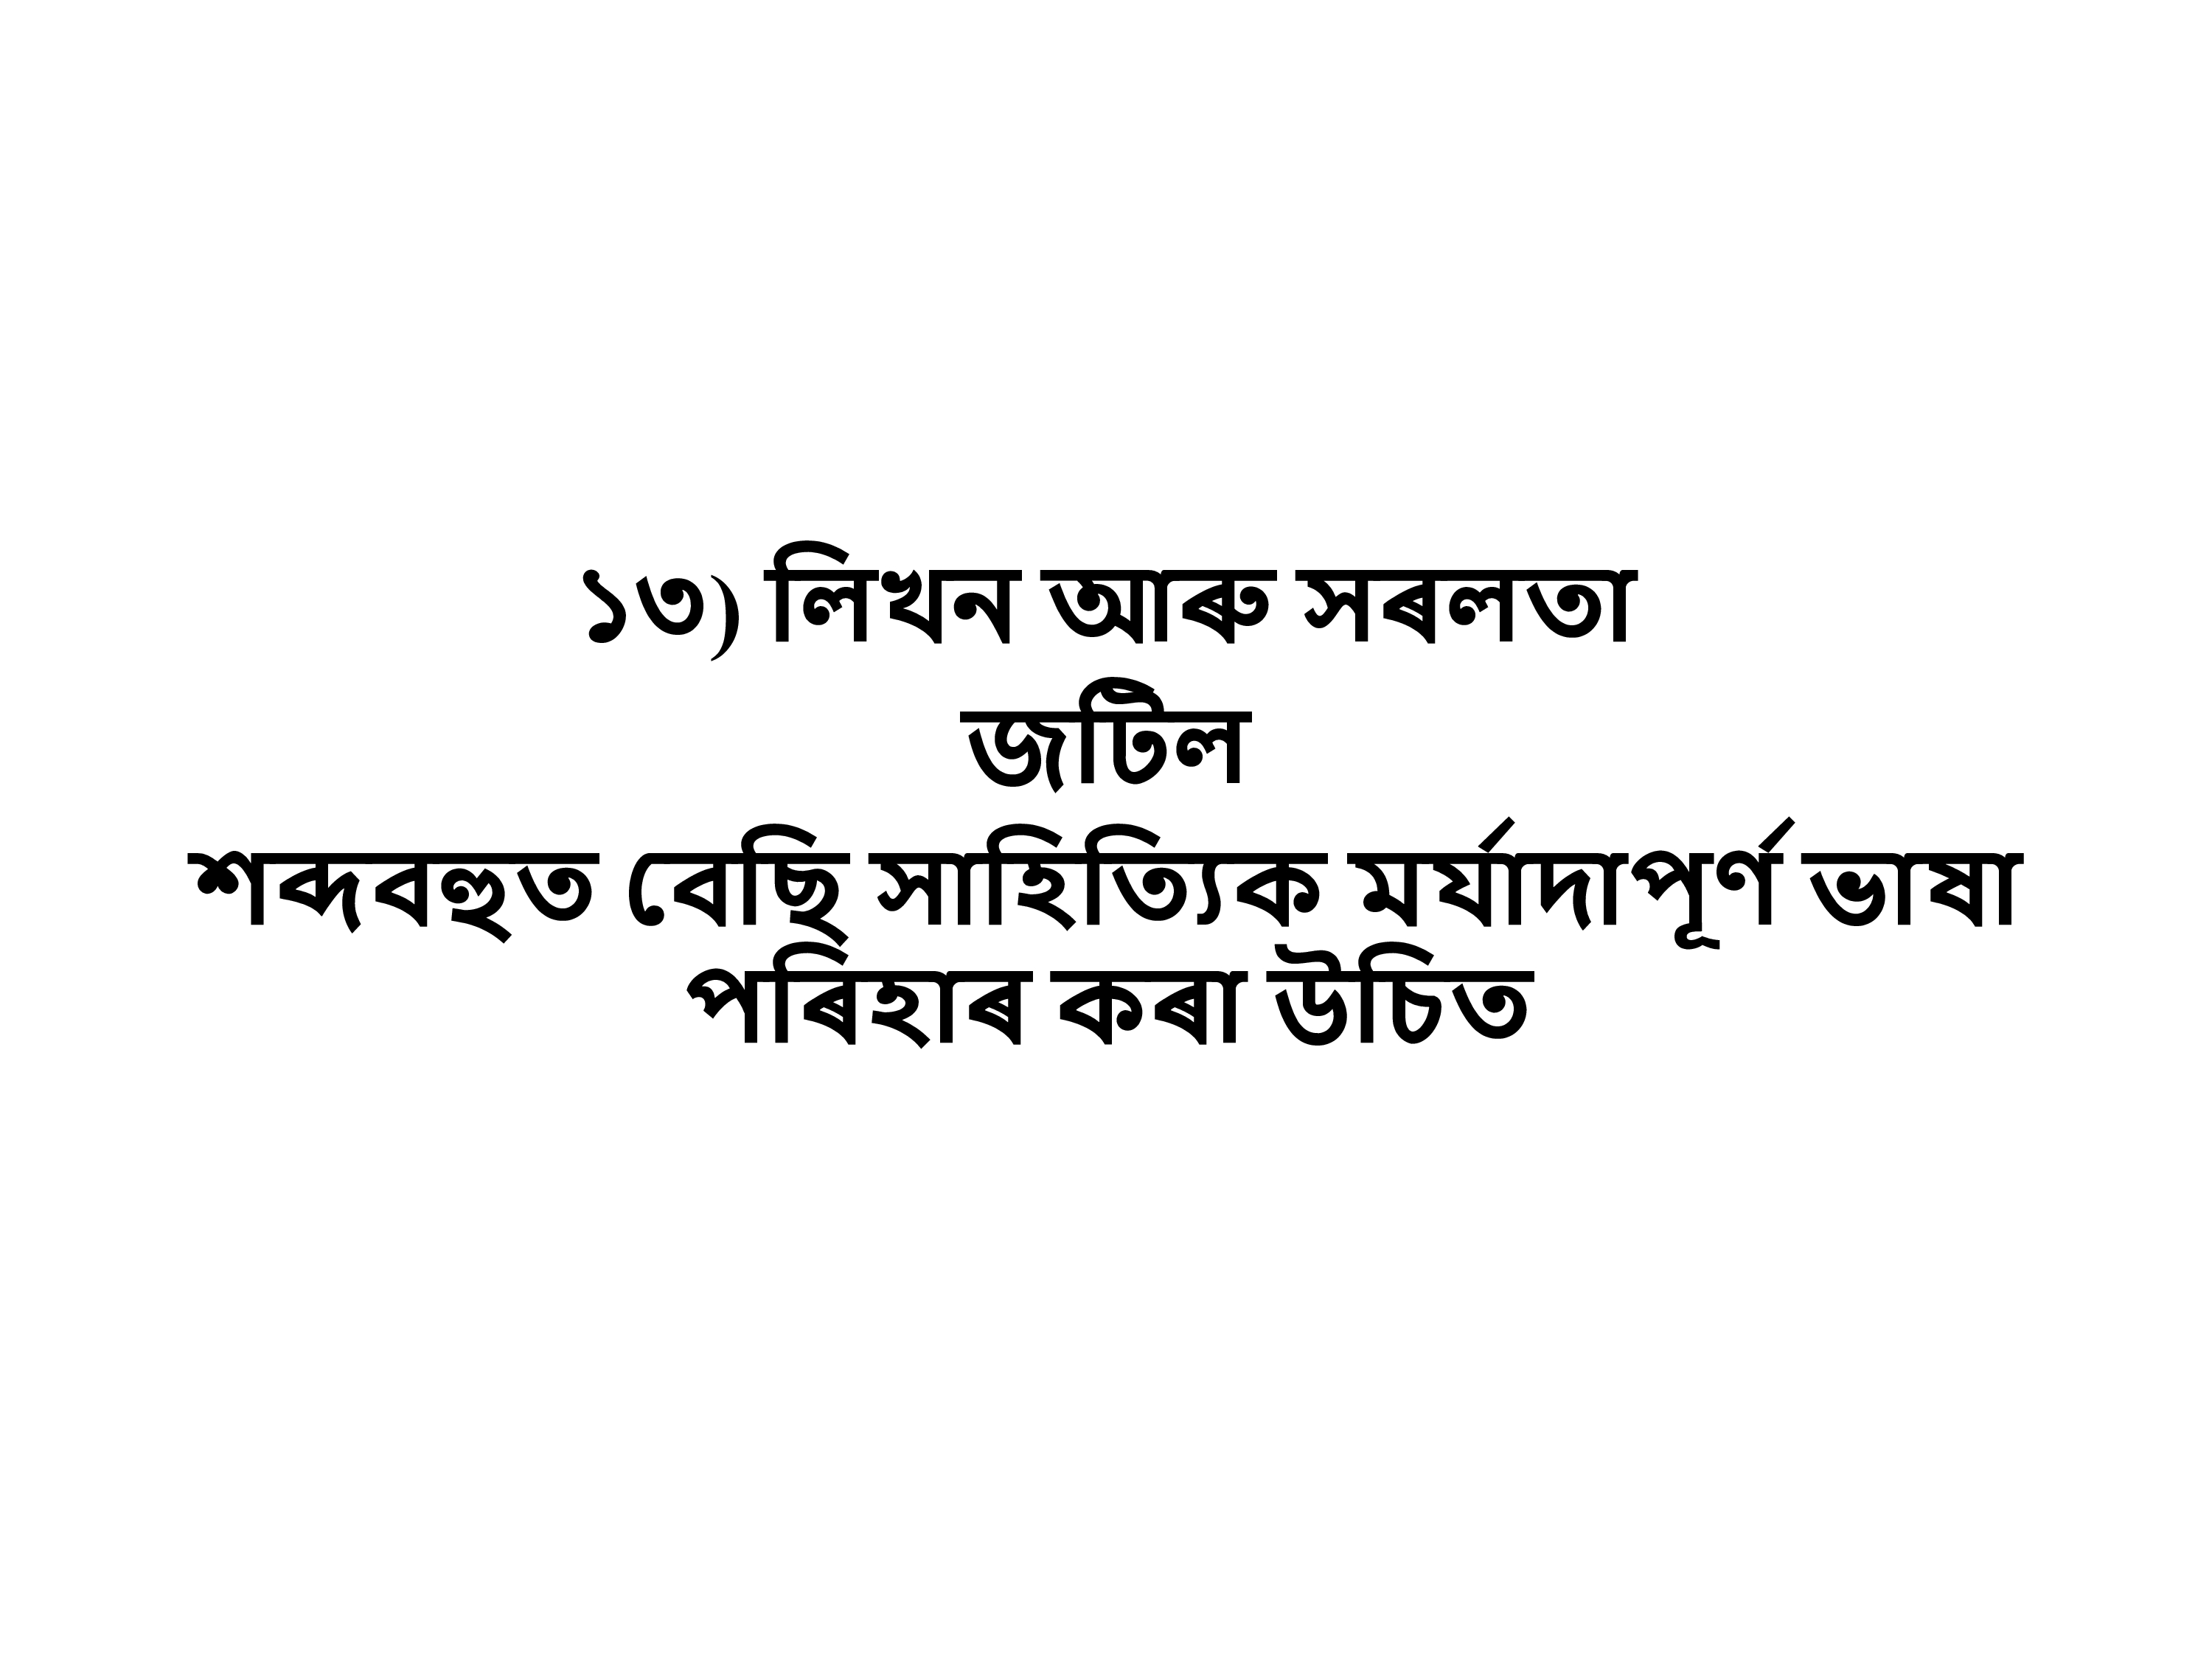 ১৩) লিখন আৰু সৰলতা
জটিল
শব্দবহুত বেছি সাহিত্যিক মৰ্যাদাপূৰ্ণ ভাষা
পৰিহাৰ কৰা উচিত